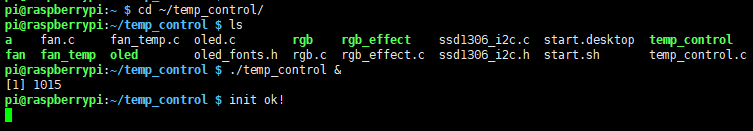 pi@raspberrypi:~ $ cd ~/temp_control/
pi@raspberrypi:~/temp_control $ ls
a    fan.c     fan_temp.c  oled.c        rgb    rgb_effect    ssd1306_i2c.c  start.desktop  temp_control
fan  fan_temp  oled        oled_fonts.h  rgb.c  rgb_effect.c  ssd1306_i2c.h  start.sh       temp_control.c
pi@raspberrypi:~/temp_control $ ./temp_control &
[1] 1015
pi@raspberrypi:~/temp_control $ init ok!